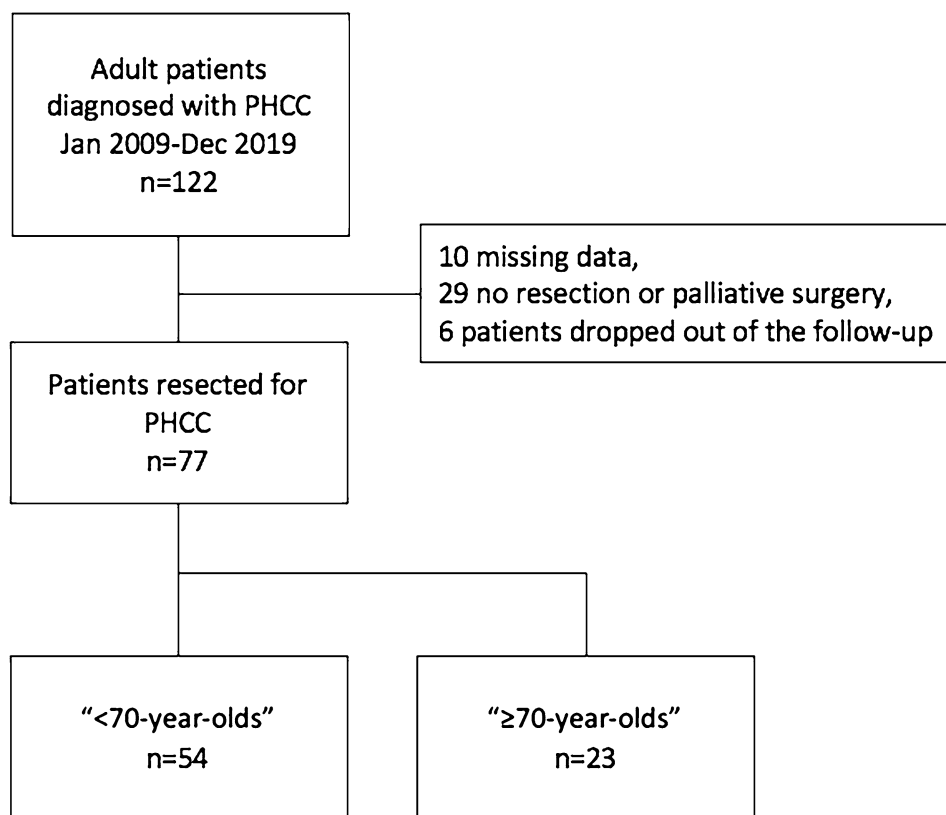 Adult patients
diagnosed with PHCC
Jan 2009-Dec 2019
n=122
10 missing data,
29 no resection or palliative surgery,
6 patients dropped out of the follow-up
Patients resected for
PHCC
n=77
“<70-year-olds”
n=54
“≥70-year-olds”
n=23